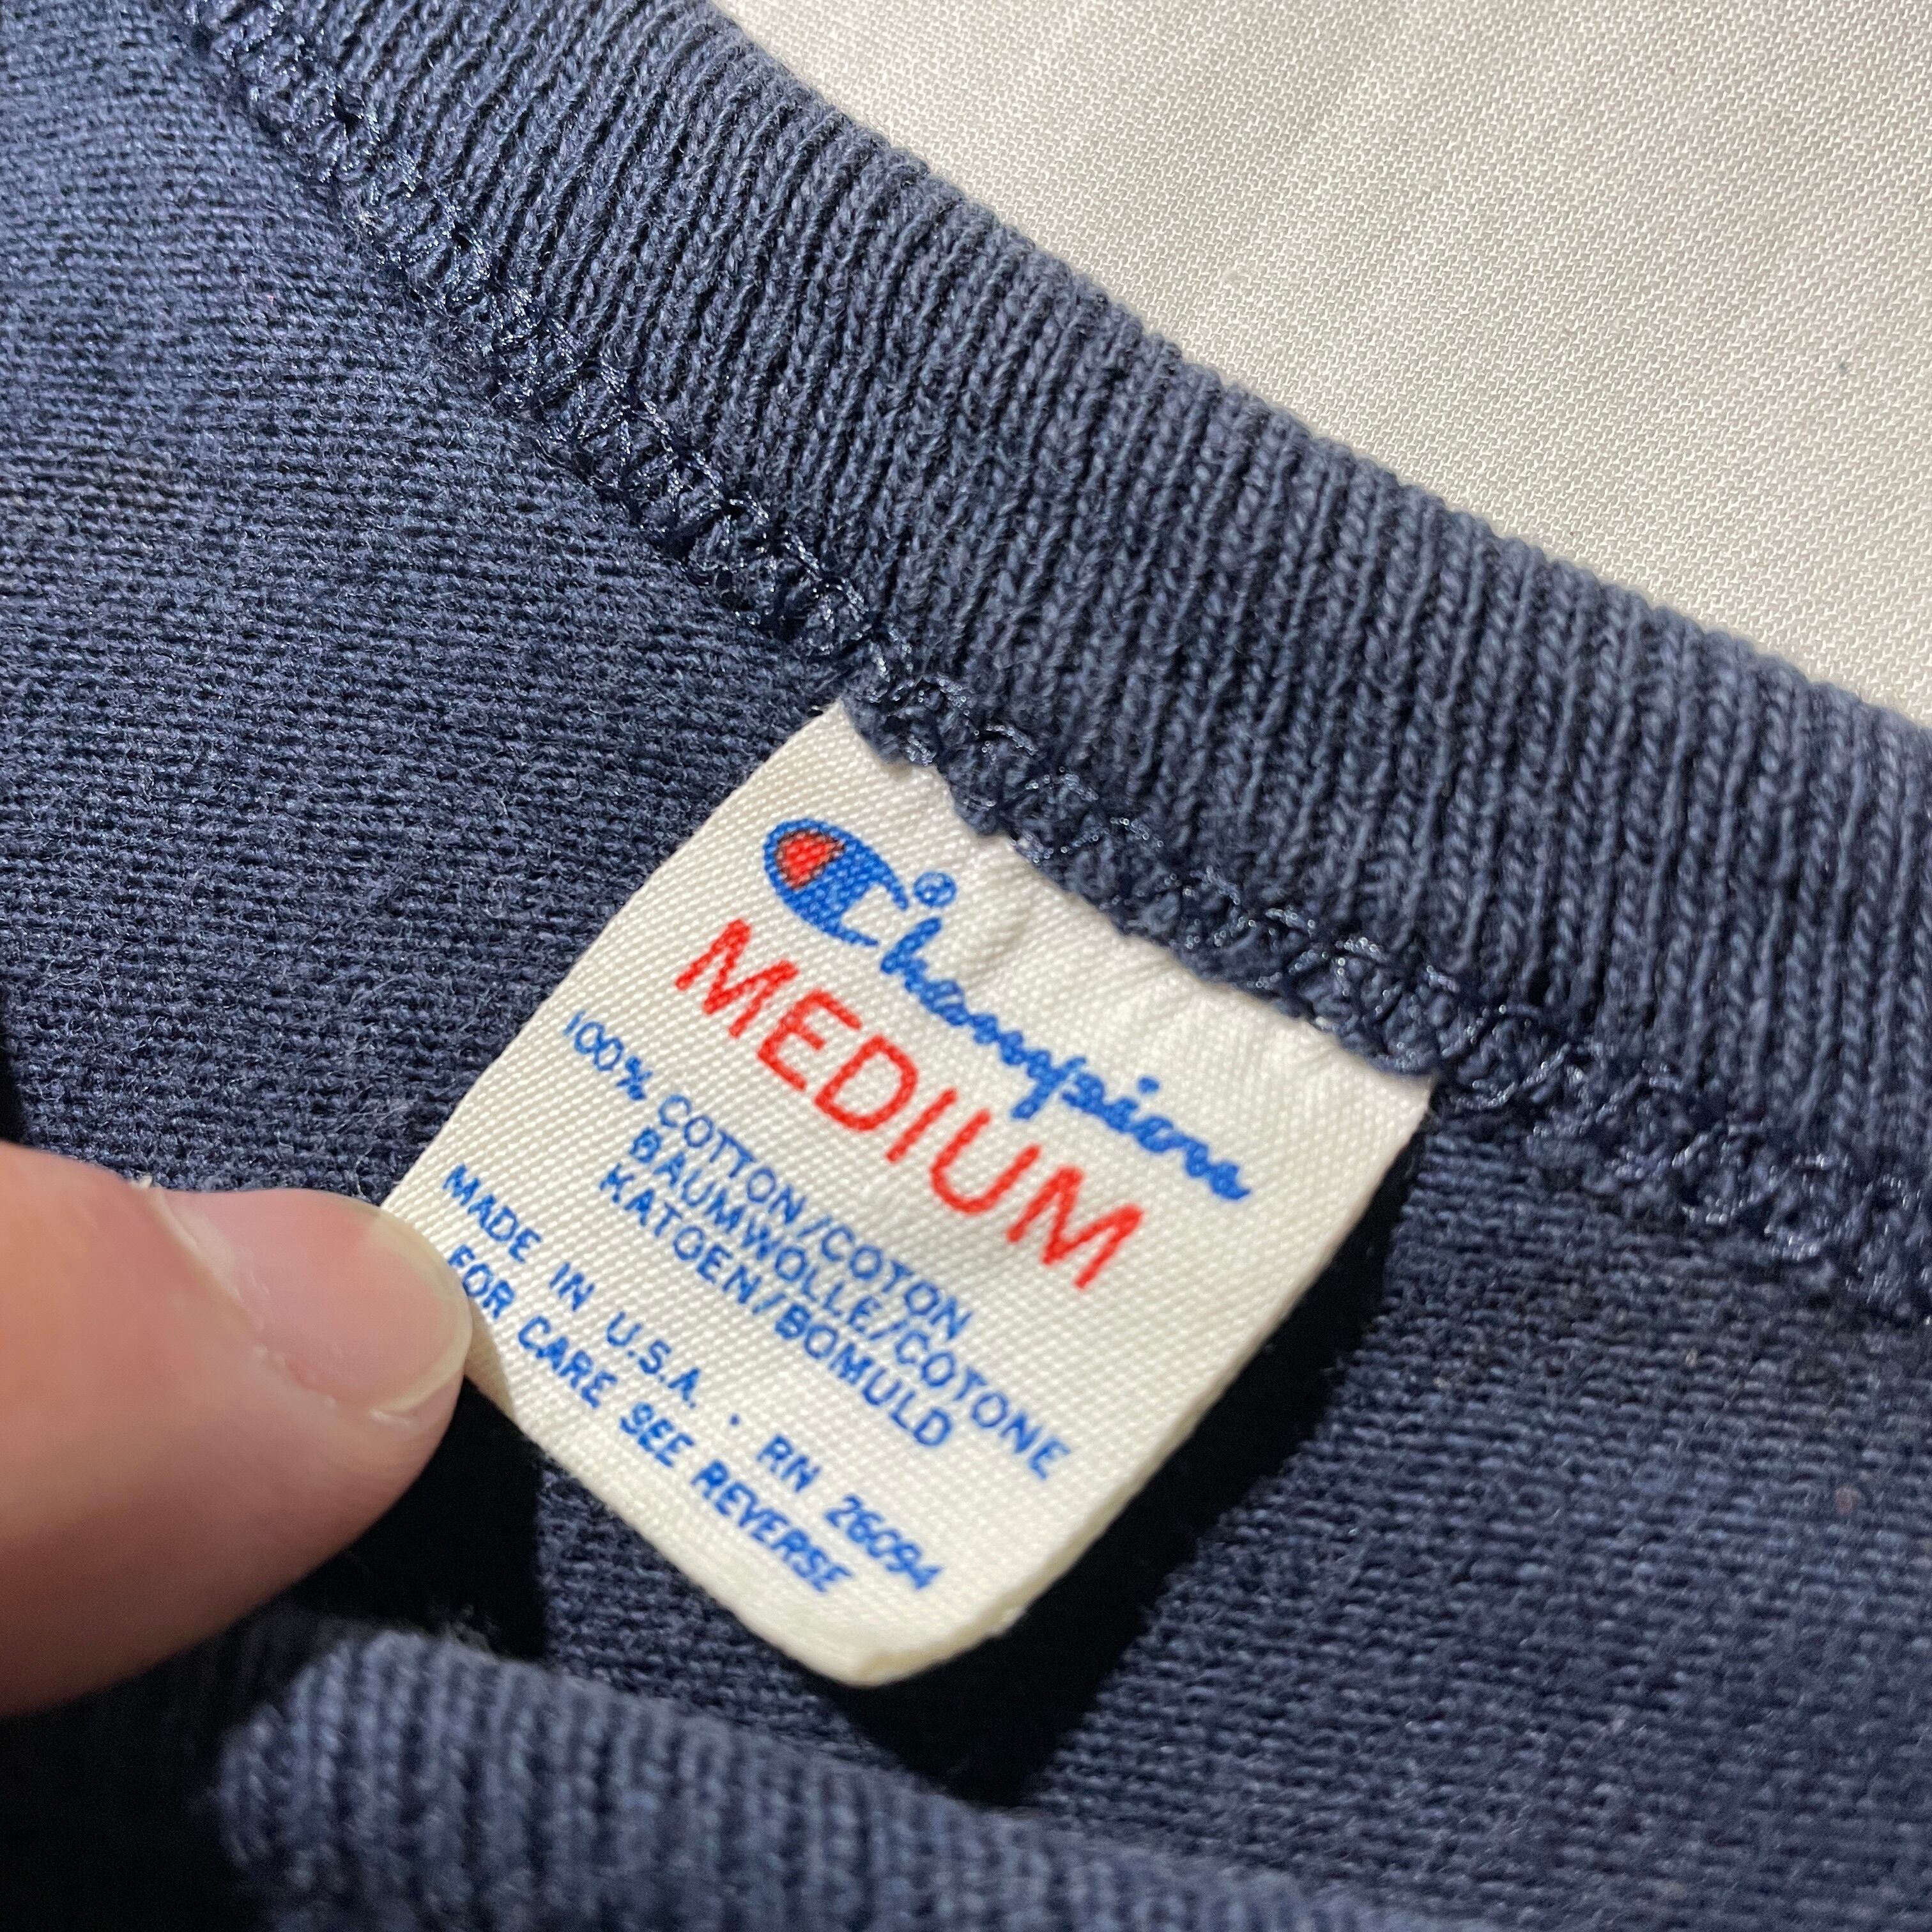 Champion®
MEDIUM
100% COTTON/COTON
BAUMWOLLE/COTONE
KATOEN/BOMULD
MADE IN U.S.A. · RN 26094
FOR CARE SEE REVERSE